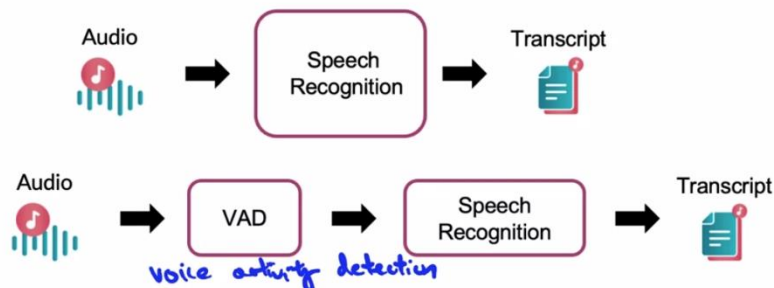 Audio
Speech
Recognition
Transcript
Audio
VAD
Speech
Recognition
Transcript
voice activity detection